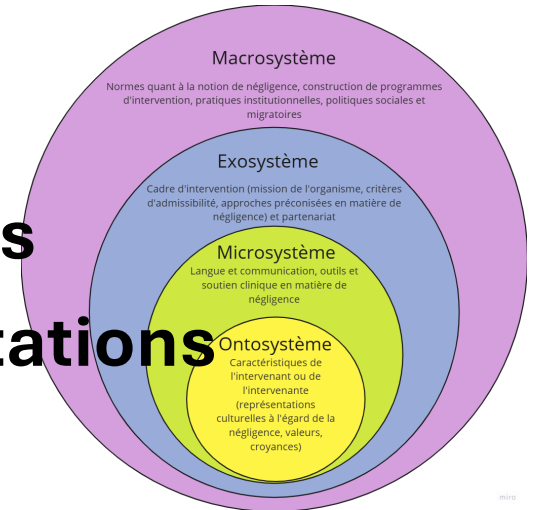 Macrosystème
Normes quant à la notion de négligence, construction de programmes
d'intervention, pratiques institutionnelles, politiques sociales et
migratoires
Exosystème
Cadre d'intervention (mission de l'organisme, critères
d'admissibilité, approches préconisées en matière de
négligence) et partenariat
s
Microsystème
Langue et communication, outils et
soutien clinique en matière de
négligence
tations
Ontosystème
Caractéristiques de
l'intervenant ou de
l'intervenante
(représentations
culturelles à l'égard de la
négligence, valeurs,
croyances)
miro